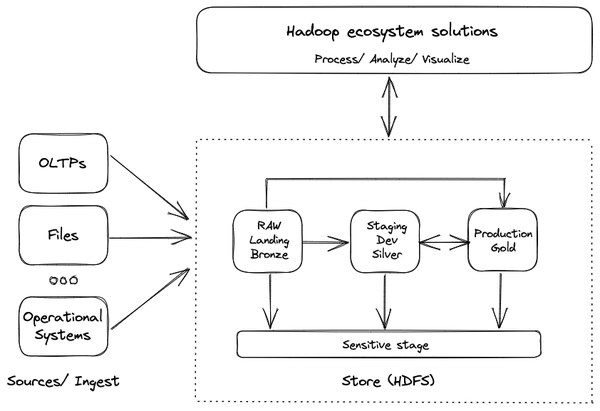 Hadoop ecosystem solutions
Process/ Analyze/ Visualize
OLTPs
Files
Operational
Systems
Sources/ Ingest
RAW
Landing
Bronze
Staging
Dev
Silver
Production
Gold
Sensitive stage
Store (HDFS)